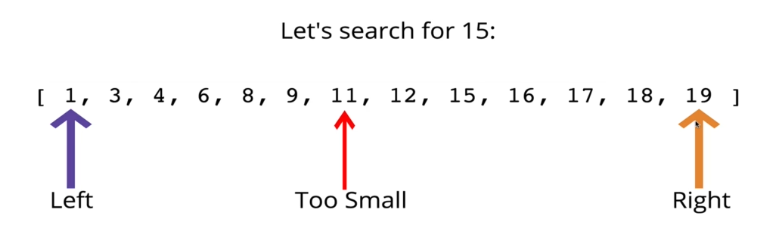 Let's search for 15:
[ 1, 3, 4, 6, 8, 9, 11, 12, 15, 16, 17, 18, 19 ]
Left Too Small Right